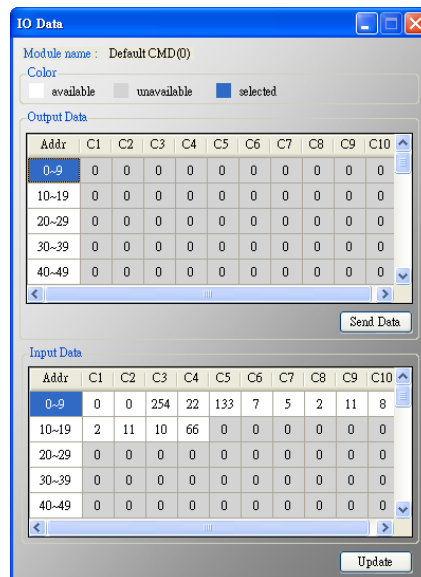 IO Data
Module name : Default CMD(0)
Color
available unavailable selected
Output Data
Addr C1 C2 C3 C4 C5 C6 C7 C8 C9 C10
0~9 0 0 0 0 0 0 0 0 0 0
10~19 0 0 0 0 0 0 0 0 0 0
20~29 0 0 0 0 0 0 0 0 0 0
30~39 0 0 0 0 0 0 0 0 0 0
40~49 0 0 0 0 0 0 0 0 0 0
Send Data
Input Data
Addr C1 C2 C3 C4 C5 C6 C7 C8 C9 C10
0~9 0 0 254 22 133 7 5 2 11 8
10~19 2 11 10 66 0 0 0 0 0 0
20~29 0 0 0 0 0 0 0 0 0 0
30~39 0 0 0 0 0 0 0 0 0 0
40~49 0 0 0 0 0 0 0 0 0 0
Update